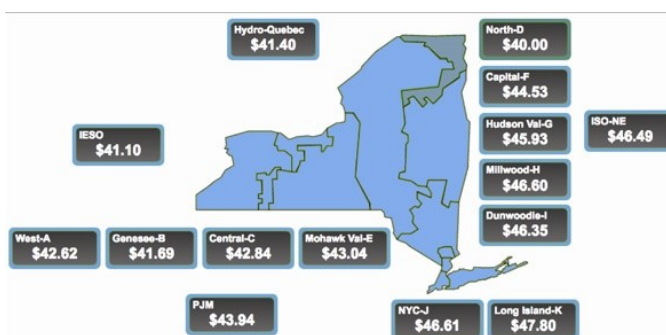 Hydro-Quebec
$41.40
North-D
$40.00
Capital-F
$44.53
IESO
$41.10
Hudson Val-G
$45.93
ISO-NE
$46.49
Millwood-H
$46.60
Dunwoodie-I
$46.35
West-A
$42.62
Genesee-B
$41.69
Central-C
$42.84
Mohawk Val-E
$43.04
PJM
$43.94
NYC-J
$46.61
Long Island-K
$47.80